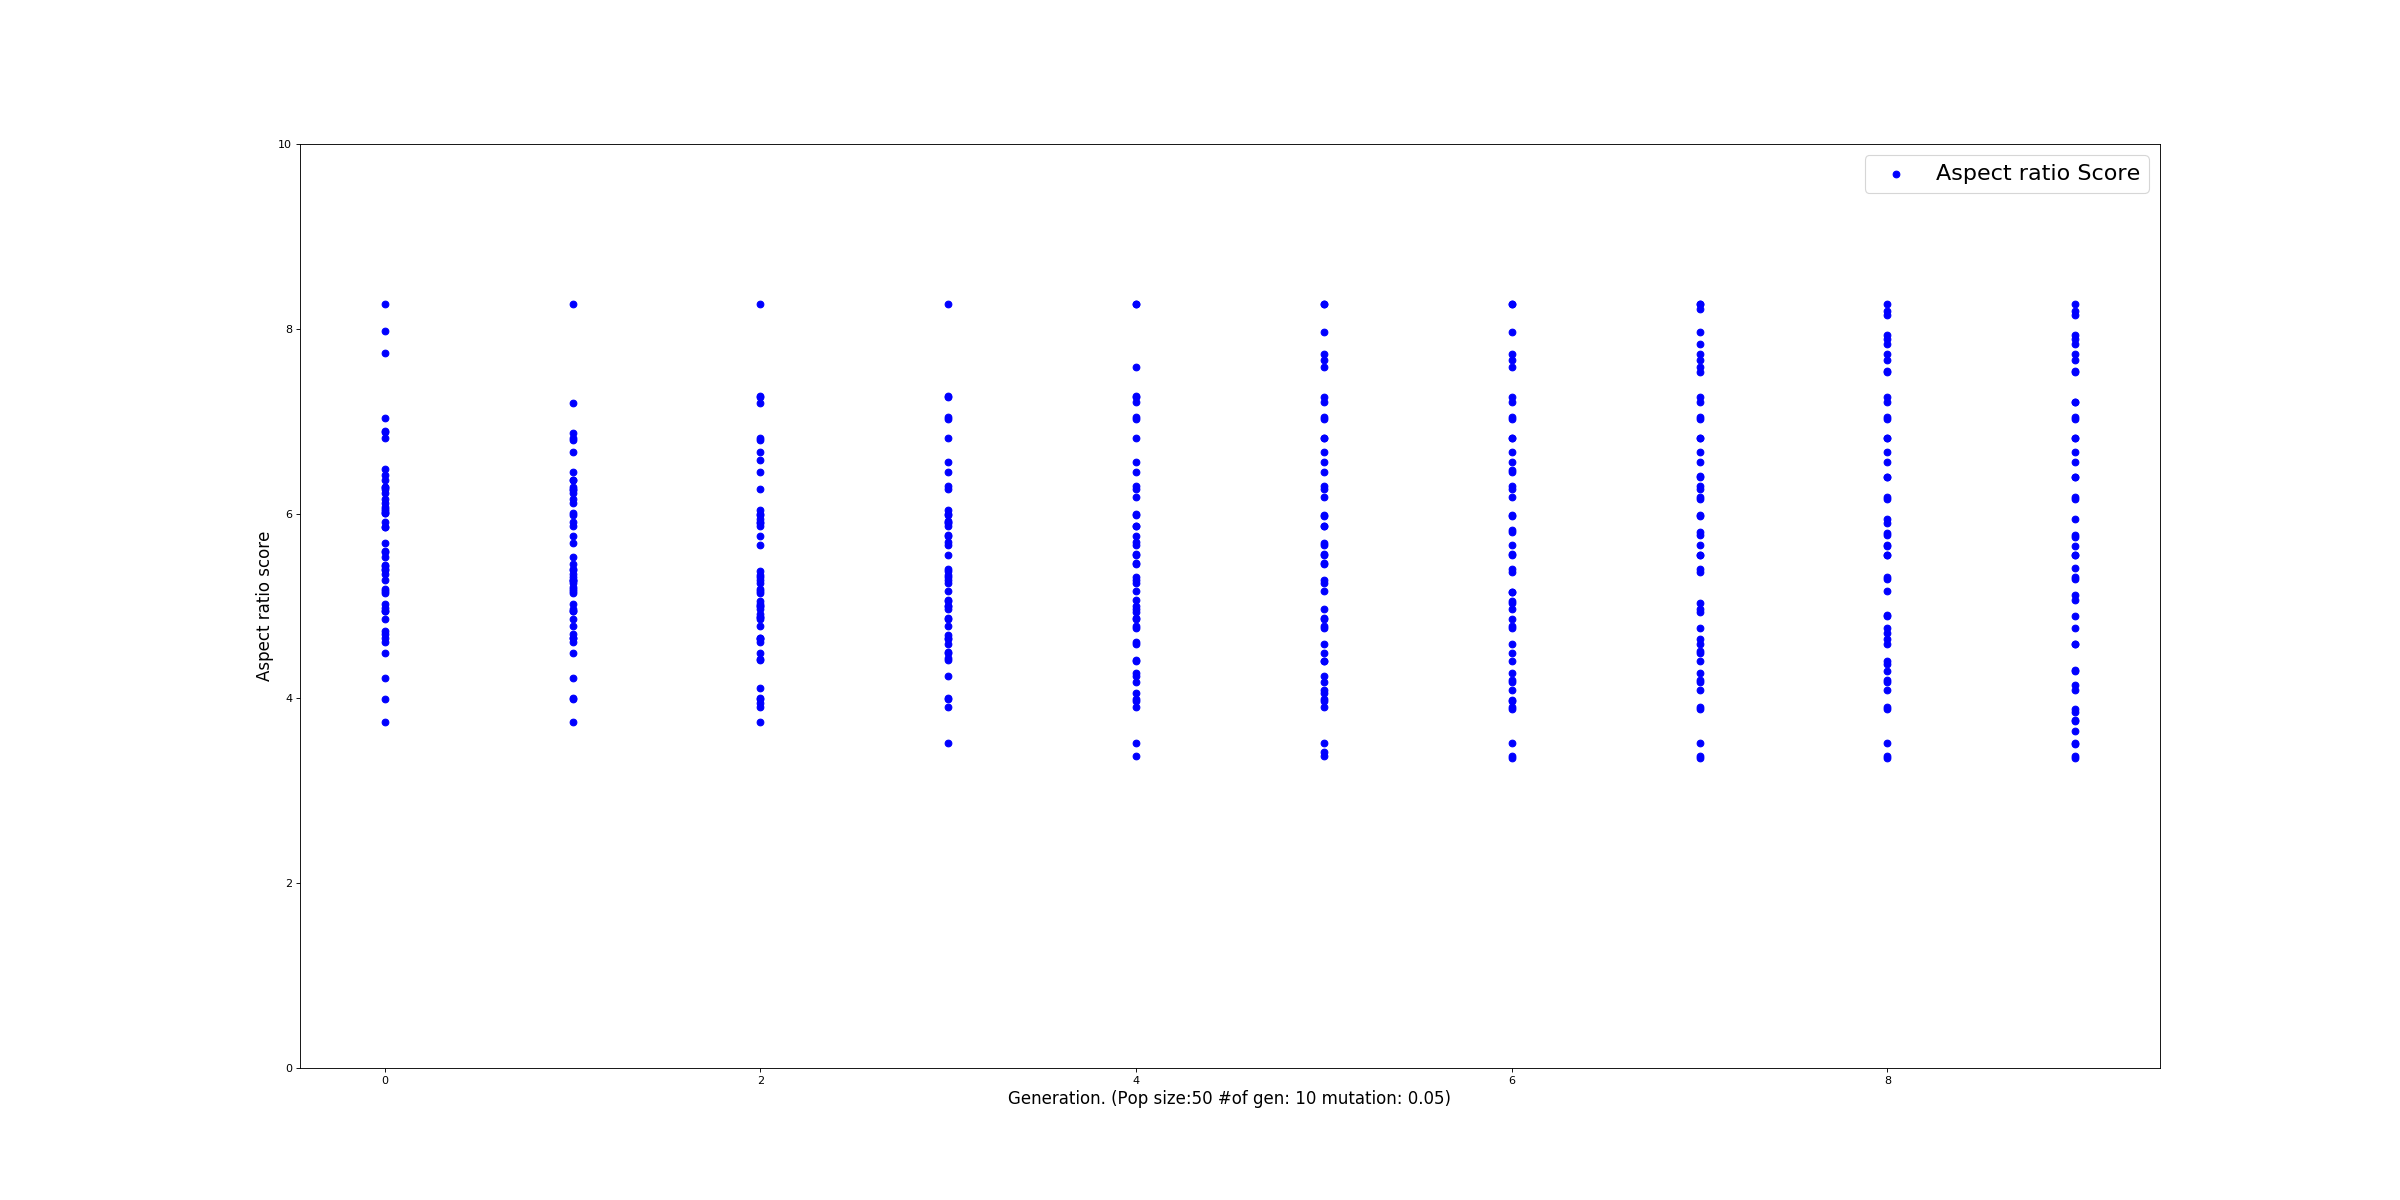 Aspect ratio Score
10
8
6
4
2
0
Aspect ratio score
0 2 4 6 8
Generation. (Pop size:50 #of gen: 10 mutation: 0.05)